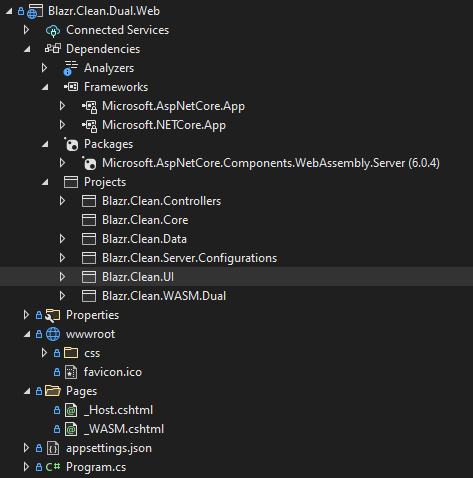 Blazr.Clean.Dual.Web
Connected Services
Dependencies
Analyzers
Frameworks
Microsoft.AspNetCore.App
Microsoft.NETCore.App
Packages
Microsoft.AspNetCore.Components.WebAssembly.Server (6.0.4)
Projects
Blazr.Clean.Controllers
Blazr.Clean.Core
Blazr.Clean.Data
Blazr.Clean.Server.Configurations
Blazr.Clean.UI
Blazr.Clean.WASM.Dual
Properties
wwwroot
css
favicon.ico
Pages
_Host.cshtml
_WASM.cshtml
appsettings.json
C# Program.cs